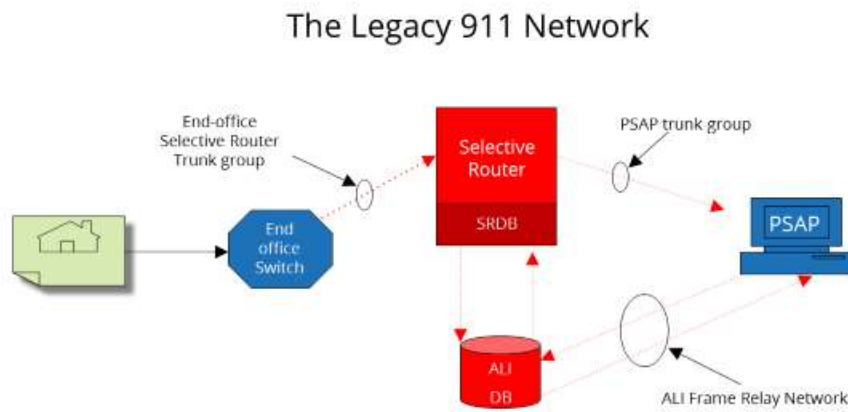 The Legacy 911 Network
End-office
Selective Router
Trunk group
PSAP trunk group
Selective
Router
SRDB
End
office
Switch
PSAP
ALI
DB
ALI Frame Relay Network